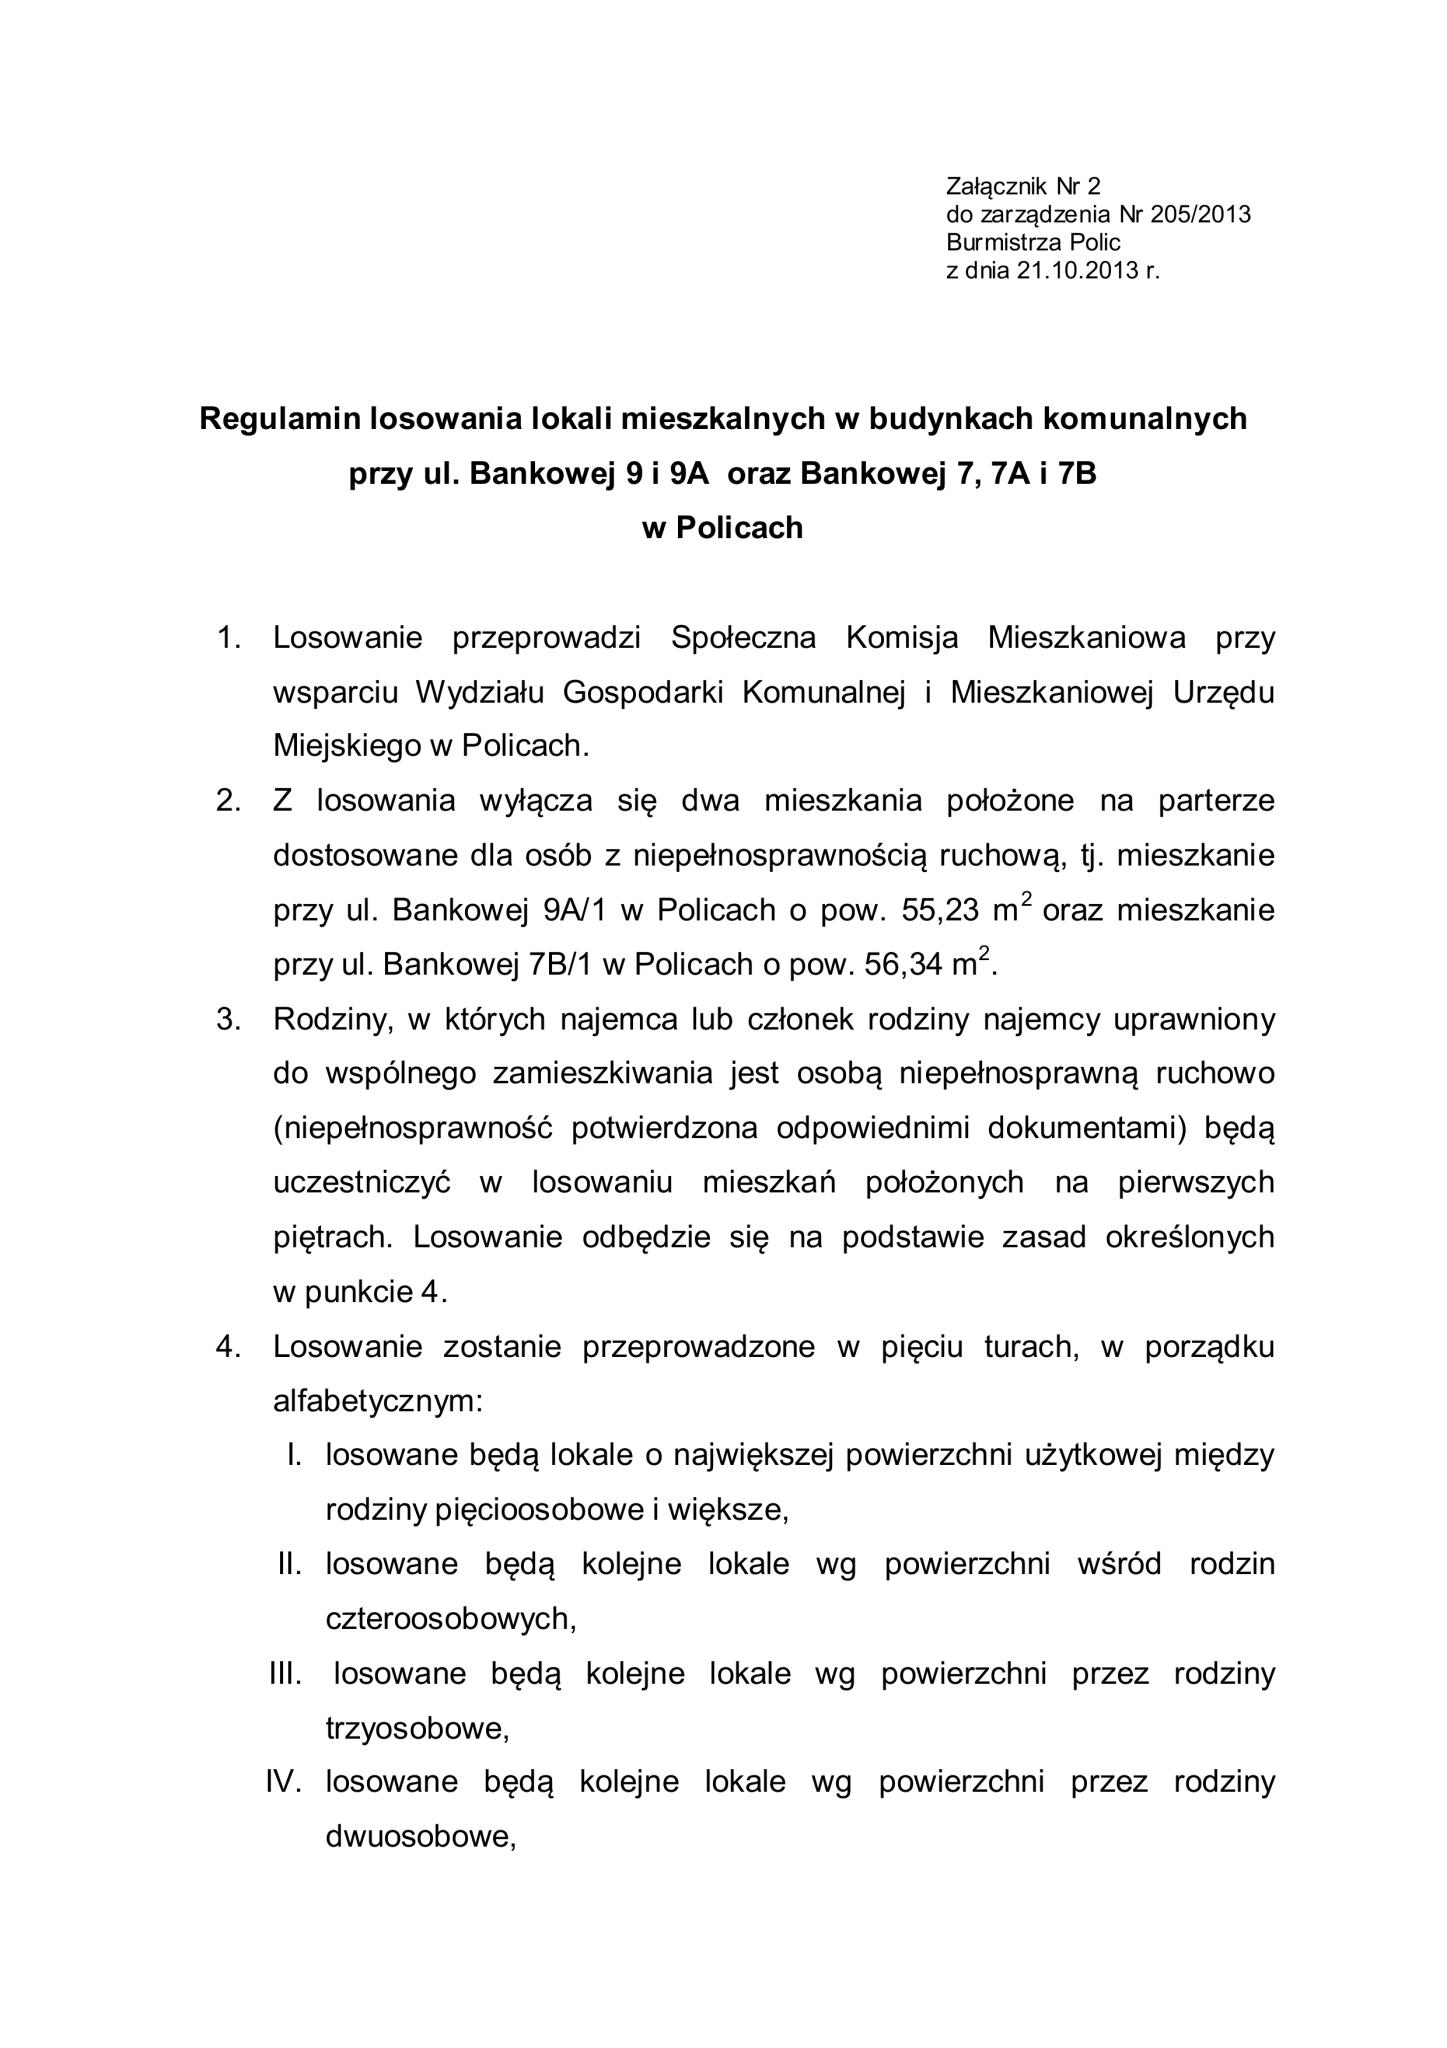 Załącznik Nr 2
do zarządzenia Nr 205/2013
Burmistrza Polic
z dnia 21.10.2013 r.
Regulamin losowania lokali mieszkalnych w budynkach komunalnych
przy ul. Bankowej 9 i 9A oraz Bankowej 7, 7A i 7B
w Policach
1. Losowanie przeprowadzi Społeczna Komisja Mieszkaniowa przy
wsparciu Wydziału Gospodarki Komunalnej i Mieszkaniowej Urzędu
Miejskiego w Policach.
2. Z losowania wyłącza się dwa mieszkania położone na parterze
dostosowane dla osób z niepełnosprawnością ruchową, tj. mieszkanie
przy ul. Bankowej 9A/1 w Policach o pow. 55,23 m² oraz mieszkanie
przy ul. Bankowej 7B/1 w Policach o pow. 56,34 m².
3. Rodziny, w których najemca lub członek rodziny najemcy uprawniony
do wspólnego zamieszkiwania jest osobą niepełnosprawną ruchowo
(niepełnosprawność potwierdzona odpowiednimi dokumentami) będą
uczestniczyć w losowaniu mieszkań położonych na pierwszych
piętrach. Losowanie odbędzie się na podstawie zasad określonych
w punkcie 4.
4. Losowanie zostanie przeprowadzone w pięciu turach, w porządku
alfabetycznym:
I. losowane będą lokale o największej powierzchni użytkowej między
rodziny pięcioosobowe i większe,
II. losowane będą kolejne lokale wg powierzchni wśród rodzin
czteroosobowych,
III. losowane będą kolejne lokale wg powierzchni przez rodziny
trzyosobowe,
IV. losowane będą kolejne lokale wg powierzchni przez rodziny
dwuosobowe,